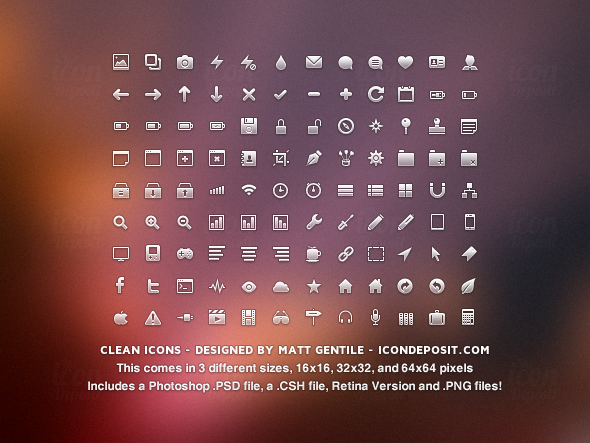 CLEAN ICONS - DESIGNED BY MATT GENTILE - ICONDEPOSIT.COM
This comes in 3 different sizes, 16x16, 32x32, and 64x64 pixels
Includes a Photoshop .PSD file, a .CSH file, Retina Version and .PNG files!